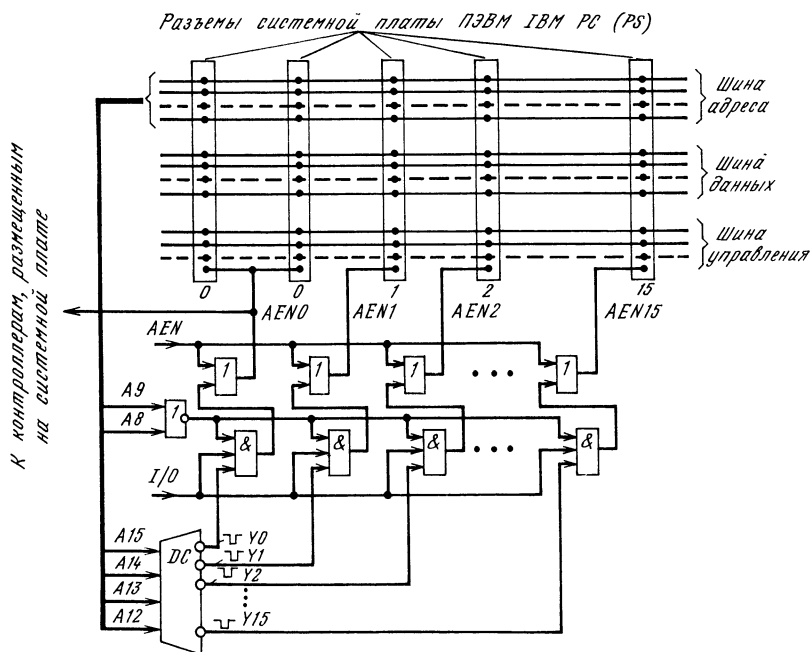 Разъемы системной платы ПЭВМ IBM PC (PS)
Шина
адреса
Шина
данных
Шина
управления
0
0
1
2
15
AEN0
AEN1
AEN2
AEN15
К контроллерам, размещенным
на системной плате
AEN
1
1
1
1
A9
A8
1
&
&
&
&
I/O
A15
A14
A13
A12
DC
Y0
Y1
Y2
Y15